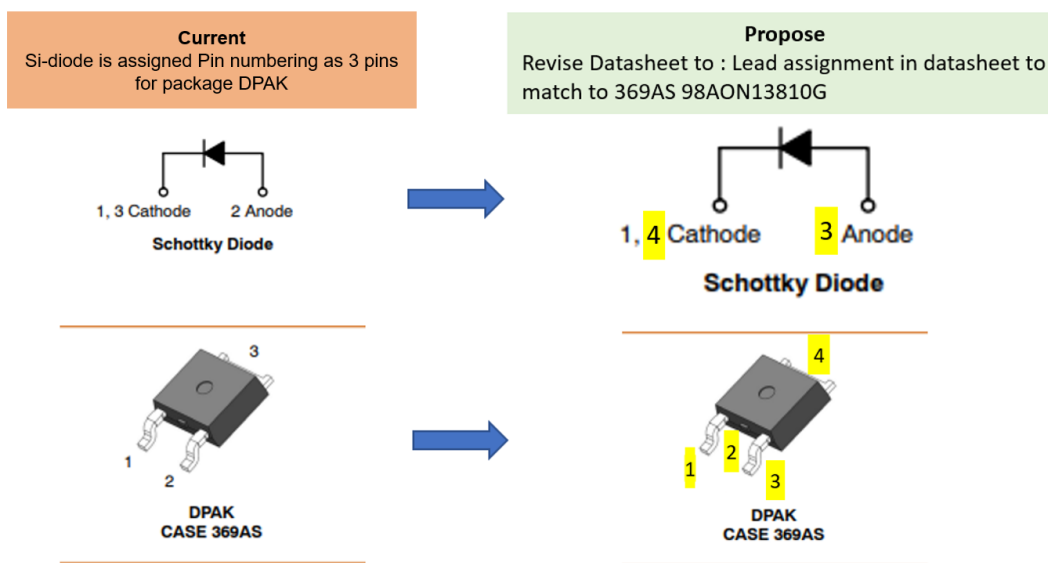 Current
Si-diode is assigned Pin numbering as 3 pins
for package DPAK
Propose
Revise Datasheet to : Lead assignment in datasheet to
match to 369AS 98AON13810G
1, 3 Cathode
2 Anode
Schottky Diode
1, 4 Cathode
3 Anode
Schottky Diode
3
1
2
DPAK
CASE 369AS
4
1
2
3
DPAK
CASE 369AS